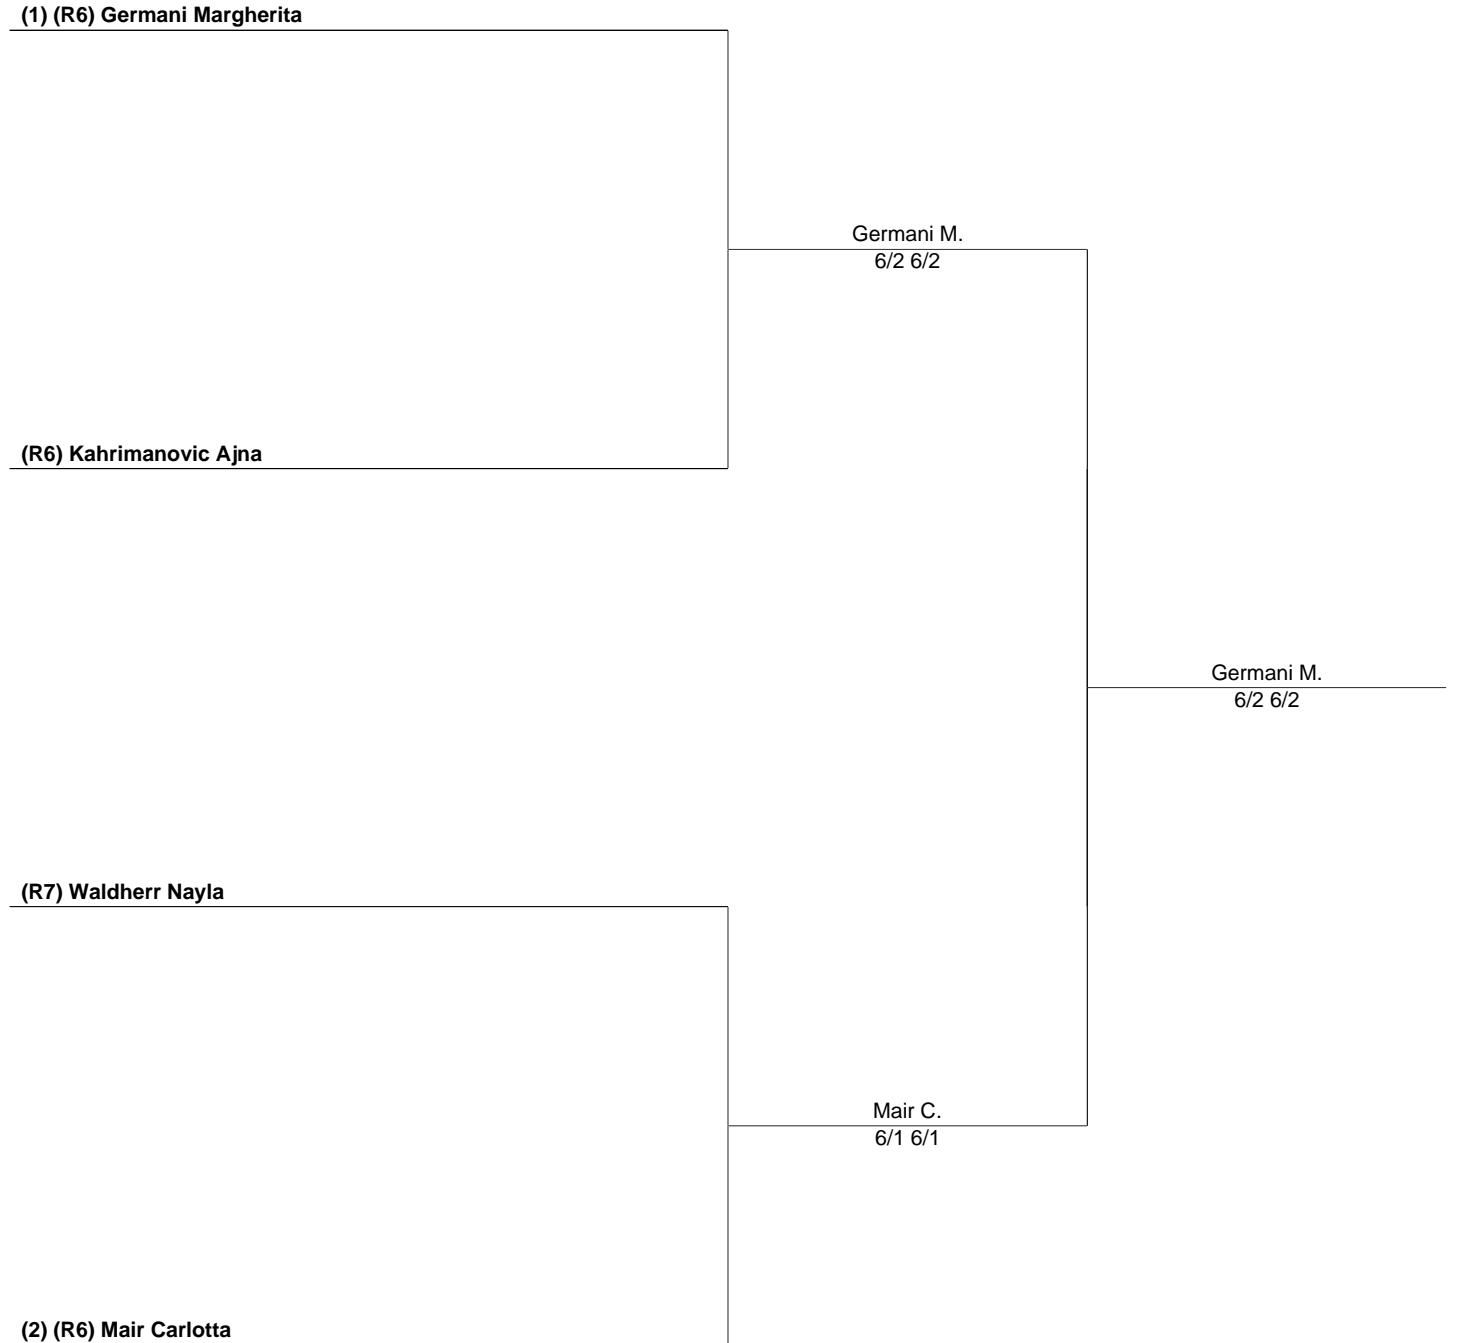 (1) (R6) Germani Margherita
Germani M.
6/2 6/2
(R6) Kahrimanovic Ajna
Germani M.
6/2 6/2
(R7) Waldherr Nayla
Mair C.
6/1 6/1
(2) (R6) Mair Carlotta